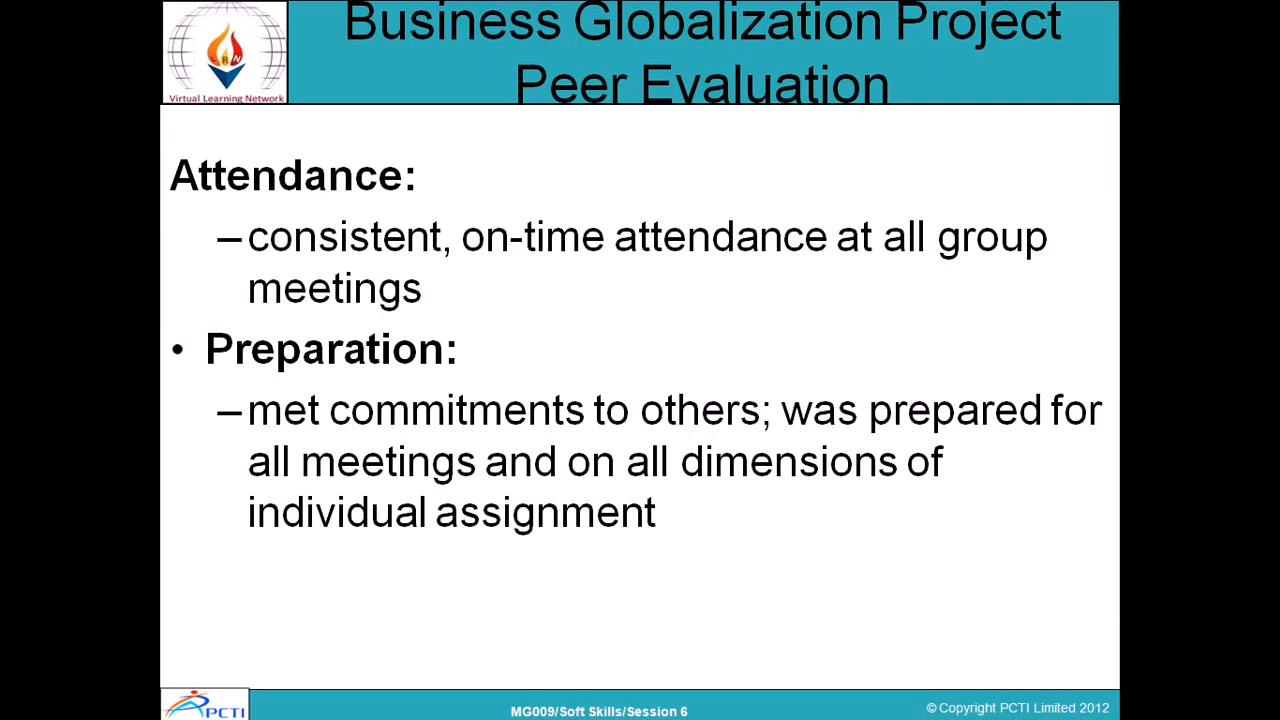 Business Globalization Project
Peer Evaluation
LRN
Virtual Learning Network
Attendance:
–consistent, on-time attendance at all group
meetings
• Preparation:
–met commitments to others; was prepared for
all meetings and on all dimensions of
individual assignment
PCTI
MG009/Soft Skills/Session 6
© Copyright PCTI Limited 2012